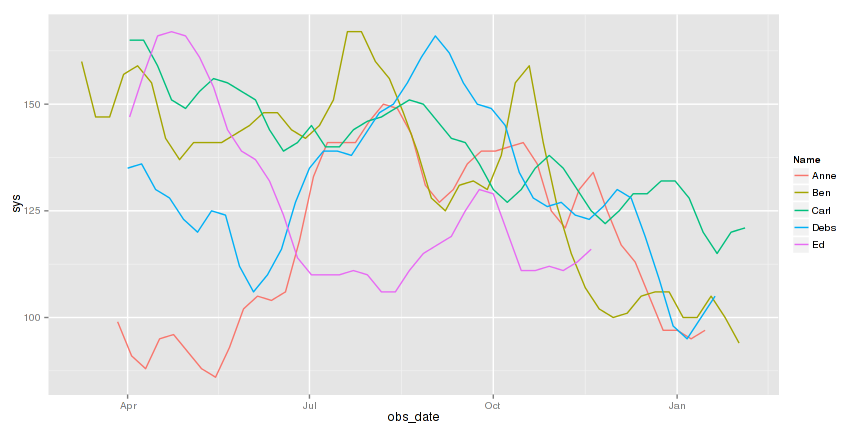 sys
150
125
100
Apr
Jul
Oct
Jan
obs_date
Name
Anne
Ben
Carl
Debs
Ed